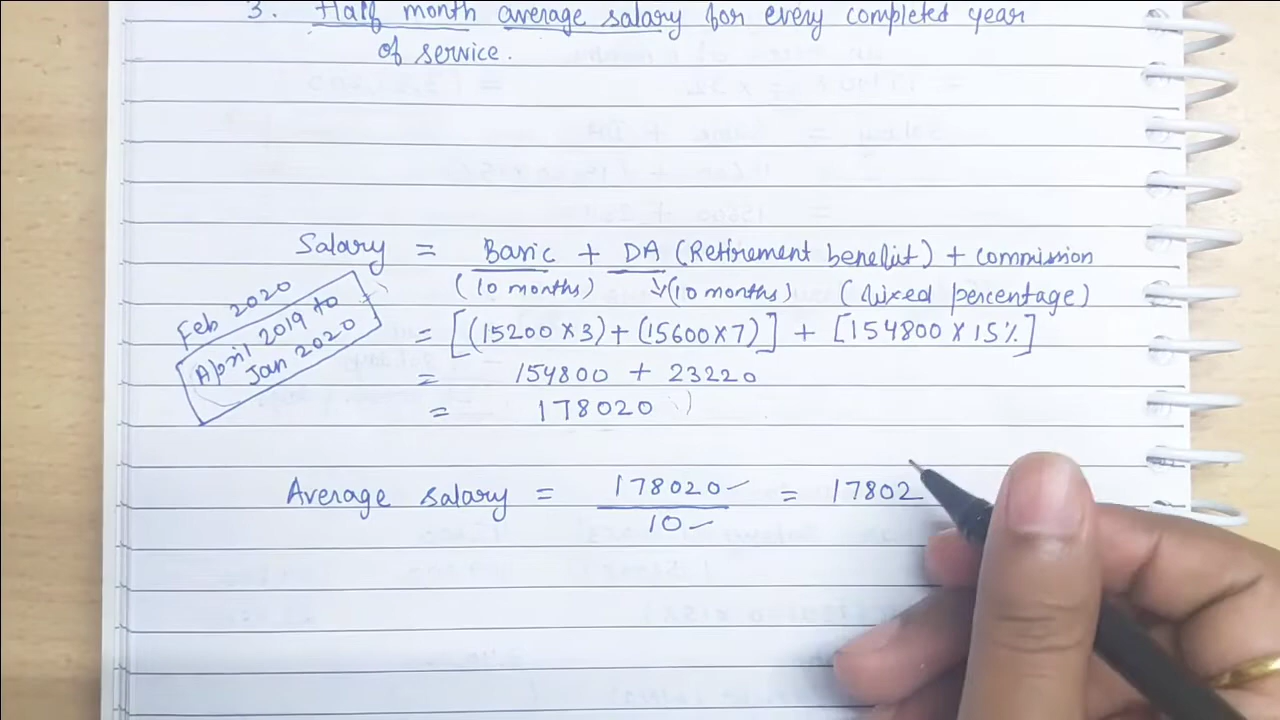 3. Half month average salary for every completed year
of service.
Salary = Basic + DA (Retirement benefit) + commission
(10 months) (10 months) (fixed percentage)
Feb 2020
April 2019 to
Jan 2020
= [(15200 × 3) + (15600 × 7)] + [154800 × 15%]
= 154800 + 23220
= 178020
Average salary = 178020 = 17802
10